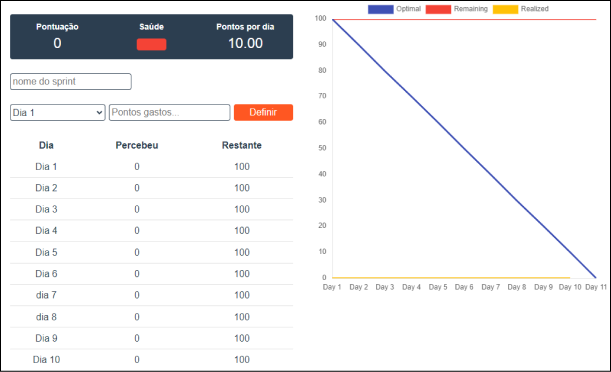 Pontuação Saúde Pontos por dia
0 10.00
nome do sprint
Dia 1 Pontos gastos... Definir
Dia Percebeu Restante
Dia 1 0 100
Dia 2 0 100
Dia 3 0 100
Dia 4 0 100
Dia 5 0 100
Dia 6 0 100
dia 7 0 100
dia 8 0 100
Dia 9 0 100
Dia 10 0 100
Optimal Remaining Realized
100
90
80
70
60
50
40
30
20
10
0
Day 1 Day 2 Day 3 Day 4 Day 5 Day 6 Day 7 Day 8 Day 9 Day 10 Day 11